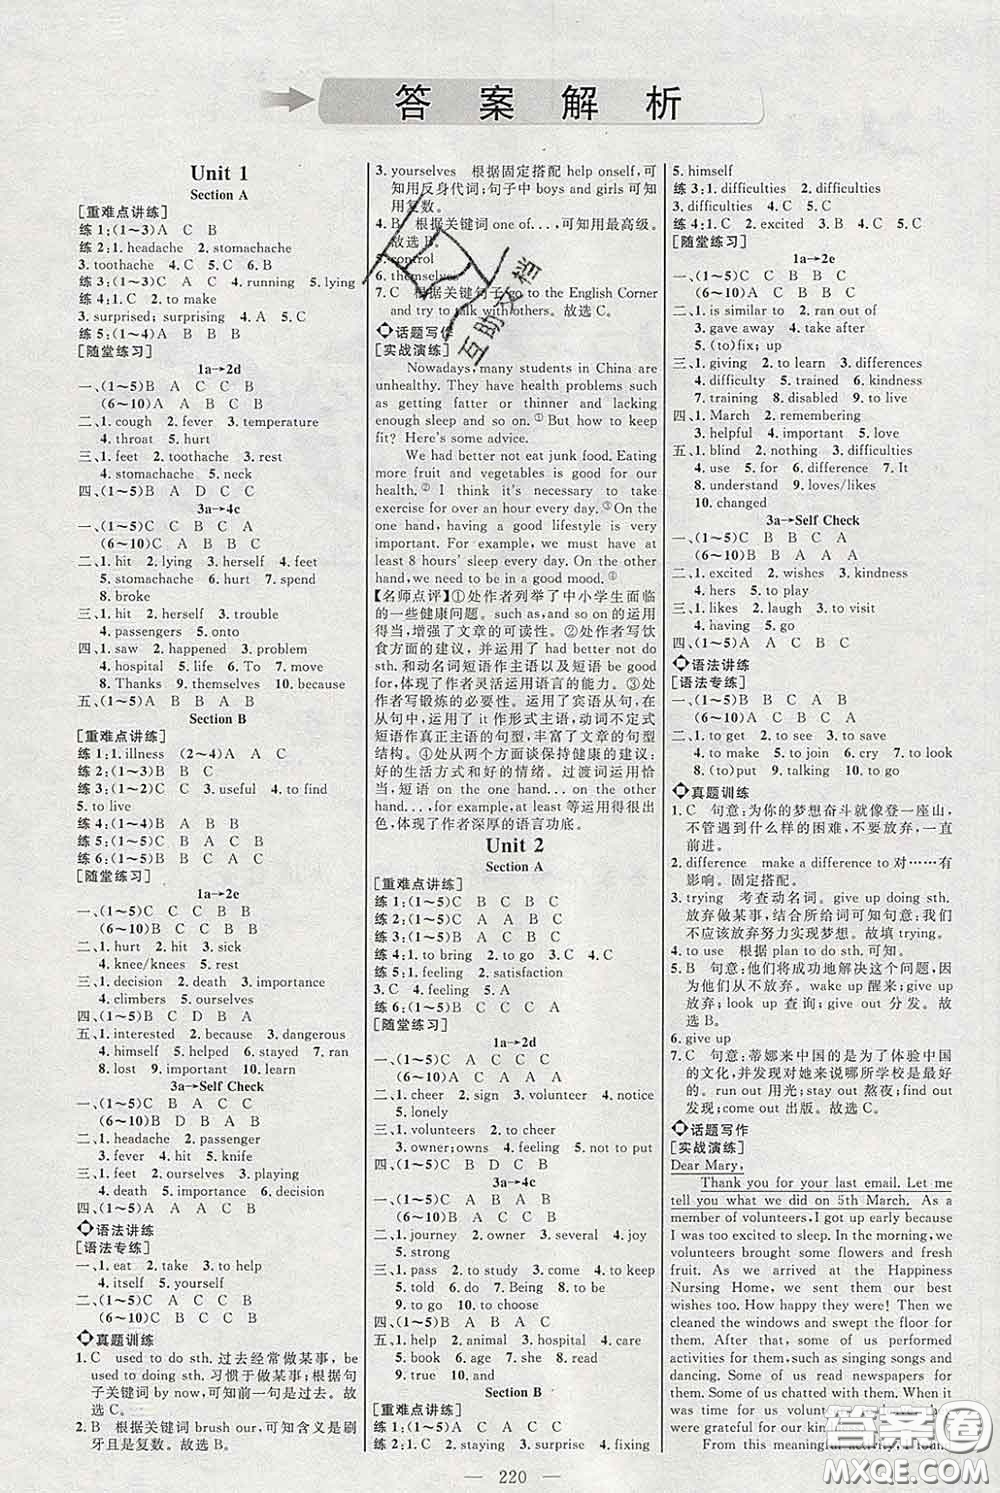 答案解析
Unit 1
Section A
[重难点讲练]
练 1:(1~3)A C B
练 2:1. headache 2. stomachache
3. toothache 4. C 5. C 6. B
练 3:(1~3)C A C 4. running 5. lying
练 4:1. C 2. to make
3. surprised; surprising 4. A 5. C
练 5:(1~4)A C B B
[随堂练习]
1a→2d
一、(1~5)B A C C B
(6~10)C A A C B
二、1. cough 2. fever 3. temperature
4. throat 5. hurt
三、1. feet 2. toothache 3. rest
4. stomachache 5. neck
四、(1~5)B A D C C
3a→4c
一、(1~5)C C B C A
(6~10)C B A C C
二、1. hit 2. lying 3. herself 4. feet
5. stomachache 6. hurt 7. spend
8. broke
三、1. hit 2. herself 3. trouble
4. passengers 5. onto
四、1. saw 2. happened 3. problem
4. hospital 5. life 6. To 7. move
8. Thanks 9. themselves 10. because
五、(1~5)B A A B A
Section B
[重难点讲练]
练 1:1. illness (2~4)A A C
练 2:(1~3)B C B
练 3:(1~2)C A 3. useful 4. to find
5. to live
练 4:(1~4)B A B B
练 5:(1~4)C C B A
练 6:(1~4)B B A B
[随堂练习]
1a→2e
一、(1~5)C C C B B
(6~10)B C C B B
二、1. hurt 2. hit 3. sick
4. knee/knees 5. rest
三、1. decision 2. death 3. importance
4. climbers 5. ourselves
四、(1~5)B C D B A
五、1. interested 2. because 3. dangerous
4. himself 5. helped 6. stayed 7. run
8. lost 9. important 10. learn
3a→Self Check
一、(1~5)C B A C C
(6~10)B D B A B
二、1. headache 2. passenger
3. off 4. hit 5. knife
三、1. feet 2. ourselves 3. playing
4. death 5. importance 6. decision
四、(1~5)A A A C B
语法讲练
[语法专练]
一、1. eat 2. take 3. to help
4. itself 5. yourself
二、(1~5)C A C C B
(6~10)C C B C B
真题训练
1. C used to do sth. 过去经常做某事, be
used to doing sth. 习惯于做某事。根据句
子关键词 by now, 可知前一句是过去。故
选 C。
2. B 根据关键词 brush our, 可知含义是刷
牙且是复数。故选 B。
3. yourselves 根据固定搭配 help onself, 可
知用反身代词; 句子中 boys and girls 可知
用复数。
4. B 根据关键词 one of..., 可知用最高级。
故选 B。
5. control
6. themselves
7. C 根据关键句子 go to the English Corner
and try to talk with others。故选 C。
话题写作
[实战演练]
Nowadays, many students in China are
unhealthy. They have health problems such
as getting fatter or thinner and lacking
enough sleep and so on.① But how to keep
fit? Here's some advice.
We had better not eat junk food. Eating
more fruit and vegetables is good for our
health.② I think it's necessary to take
exercise for over an hour every day.③ On the
one hand, having a good lifestyle is very
important. For example, we must have at
least 8 hours' sleep every day. On the other
hand, we need to be in a good mood.④
【名师点评】①处作者列举了中小学生面临
的一些健康问题。such as, and so on 的运用
得当, 增强了文章的可读性。②处作者写饮
食方面的建议, 并运用了 had better not do
sth. 和动名词短语作主语以及短语 be good
for, 体现了作者灵活运用语言的能力。③处
作者写锻炼的必要性。运用了宾语从句, 在
从句中, 又运用了 it 作形式主语, 动词不定式
短语作真正主语的句型, 丰富了文章的句型
结构。④处从两个方面谈保持健康的建议:
好的生活方式和好的情绪。过渡词运用恰
当, 短语 on the one hand... on the other
hand..., for example, at least 等运用得很出
色, 体现了作者深厚的语言功底。
Unit 2
Section A
[重难点讲练]
练 1:(1~5)C B C B C
练 2:(1~5)A C C C C
练 3:(1~5)B A B B C
练 4:1. to bring 2. to go 3. C 4. C
练 5:1. feeling 2. satisfaction
3. C 4. feeling 5. A
练 6:(1~5)B C C C C
[随堂练习]
1a→2d
一、(1~5)C A C C C
(6~10)C A A A A
二、1. cheer 2. sign 3. volunteer 4. notice
5. lonely
三、1. volunteers 2. to cheer
3. owner; owns 4. feeling 5. not to put
四、(1~5)C C D C B
3a→4c
一、(1~5)C A B A B
(6~10)C A C C B
二、1. journey 2. owner 3. several 4. joy
5. strong
三、1. pass 2. to study 3. come 4. to keep
5. told 6. do 7. Being 8. to be
9. to go 10. to choose
四、(1~5)A C B B A
五、1. help 2. animal 3. hospital 4. care
5. book 6. age 7. she 8. read
9. true 10. and
Section B
[重难点讲练]
练 1:(1~5)C A C A C
练 2:1. C 2. staying 3. surprise 4. fixing
5. himself
练 3:1. difficulties 2. difficulties
3. difficulties 4. C 5. C
练 4:1. C 2. excited 3. B 4. B
[随堂练习]
1a→2e
一、(1~5)C C B B C
(6~10)B C A B C
二、1. is similar to 2. ran out of
3. gave away 4. take after
5. (to)fix; up
三、1. giving 2. to learn 3. differences
4. difficulty 5. trained 6. kindness
7. training 8. disabled 9. to live
四、1. March 2. remembering
3. helpful 4. important 5. love
五、1. blind 2. nothing 3. difficulties
4. use 5. for 6. difference 7. It
8. understand 9. loves/likes
10. changed
3a→Self Check
一、(1~5)C C B A B
(6~10)B B A A A
二、1. excited 2. wishes 3. kindness
4. hers 5. to play
三、1. likes 2. laugh 3. to visit
4. having 5. go
四、(1~5)A A C B C
语法讲练
[语法专练]
一、(1~5)B B C A B
二、(1~5)C C A B C
三、1. to get 2. to see 3. to save
4. to make 5. to join 6. cry 7. to get
8. (to)put 9. talking 10. to go
真题训练
1. C 句意: 为你的梦想奋斗就像登一座山,
不管遇到什么样的困难, 不要放弃, 一直
前进。
2. difference make a difference to 对……有
影响。固定搭配。
3. trying 考查动名词。give up doing sth.
放弃做某事, 结合所给词可知句意: 我们
不应该放弃努力实现梦想。故填 trying。
4. to use 根据 plan to do sth. 可知。
5. B 句意: 他们将成功地解决这个问题, 因
为他们从不放弃。wake up 醒来; give up
放弃; look up 查询; give out 分发。故
选 B。
6. give up
7. C 句意: 蒂娜来中国的是为了体验中国
的文化, 并发现对她来说哪所学校是最好
的。run out 用光; stay out 熬夜; find out
发现; come out 出版。故选 C。
话题写作
[实战演练]
Dear Mary,
Thank you for your last email. Let me
tell you what we did on 5th March. As a
member of volunteers, I got up early because
I was too excited to sleep. In the morning, we
volunteers brought some flowers and fresh
fruit. As we arrived at the Happiness
Nursing Home, we sent them our best
wishes too. How happy they were! Then we
cleaned the windows and swept the floor for
them. After that, some of us performed
activities for them, such as singing songs and
dancing. Some of us read newspapers for
them. Some of us chatted with them. What
an exciting time for us volunteers! They
were grateful for our kind
From this meaningful activity, I found
220
互助文档
答案圈
MXQE.COM